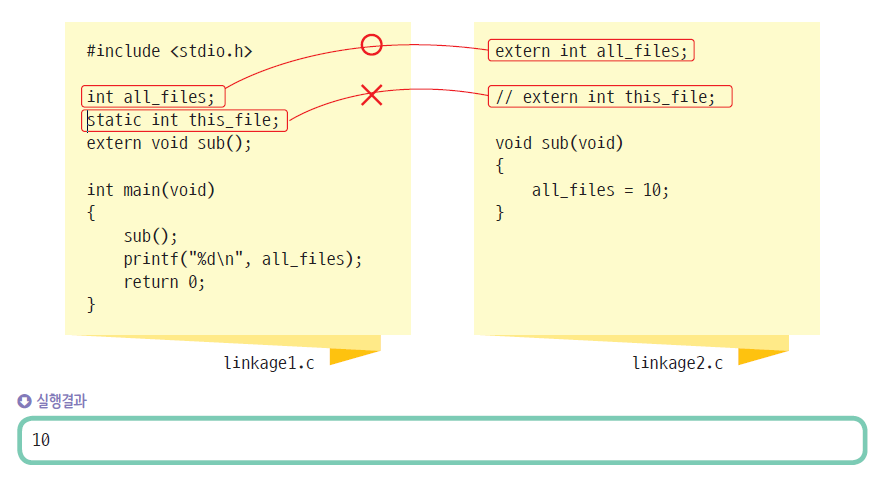 #include <stdio.h>
int all_files;
static int this_file;
extern void sub();
int main(void)
{
sub();
printf("%d\n", all_files);
return 0;
}
linkage1.c
extern int all_files;
// extern int this_file;
void sub(void)
{
all_files = 10;
}
linkage2.c
실행결과
10